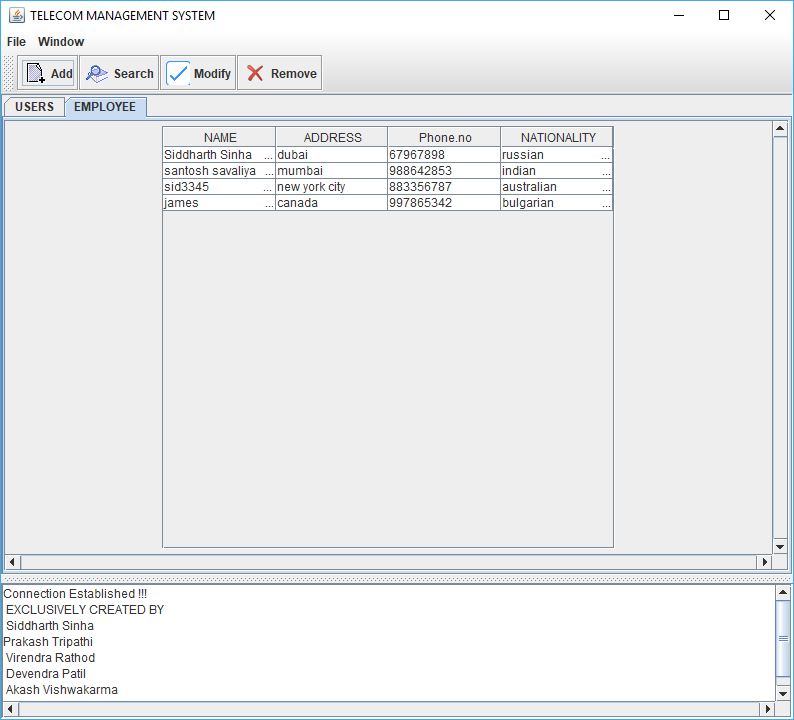 TELECOM MANAGEMENT SYSTEM
File Window
Add Search Modify Remove
USERS EMPLOYEE
NAME ADDRESS Phone.no NATIONALITY
Siddharth Sinha ... dubai 67967898 russian ...
santosh savaliya ... mumbai 988642853 indian ...
sid3345 ... new york city 883356787 australian ...
james ... canada 997865342 bulgarian ...
Connection Established !!!
EXCLUSIVELY CREATED BY
Siddharth Sinha
Prakash Tripathi
Virendra Rathod
Devendra Patil
Akash Vishwakarma